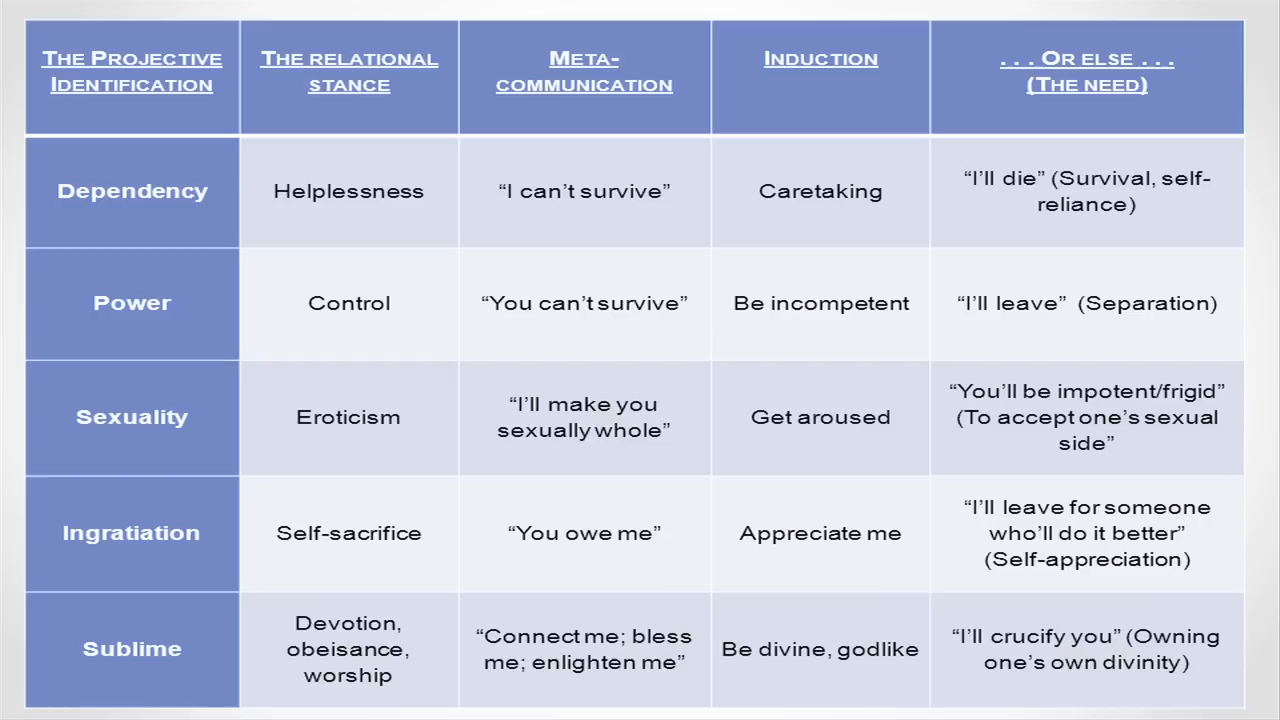 THE PROJECTIVE
IDENTIFICATION
THE RELATIONAL
STANCE
META-
COMMUNICATION
INDUCTION
. . . OR ELSE . . .
(THE NEED)
Dependency
Helplessness
“I can’t survive”
Caretaking
“I’ll die” (Survival, self-
reliance)
Power
Control
“You can’t survive”
Be incompetent
“I’ll leave” (Separation)
Sexuality
Eroticism
“I’ll make you
sexually whole”
Get aroused
“You’ll be impotent/frigid”
(To accept one’s sexual
side”
Ingratiation
Self-sacrifice
“You owe me”
Appreciate me
“I’ll leave for someone
who’ll do it better”
(Self-appreciation)
Sublime
Devotion,
obeisance,
worship
“Connect me; bless
me; enlighten me”
Be divine, godlike
“I’ll crucify you” (Owning
one’s own divinity)